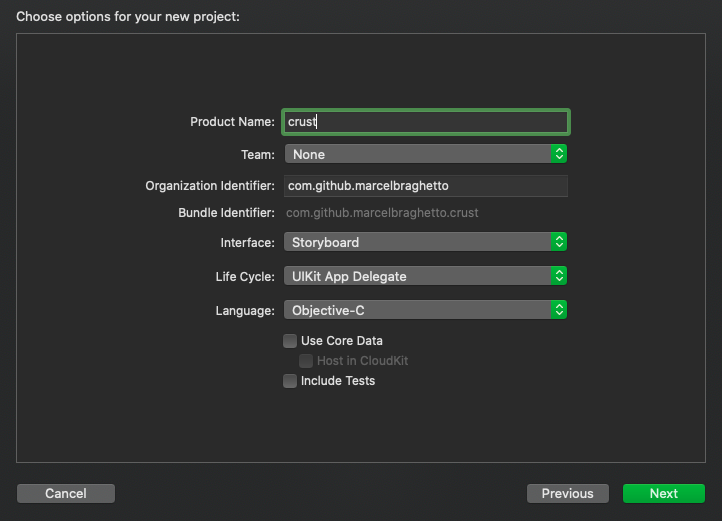 Choose options for your new project:
Product Name: crust
Team: None
Organization Identifier: com.github.marcelbraghetto
Bundle Identifier: com.github.marcelbraghetto.crust
Interface: Storyboard
Life Cycle: UIKit App Delegate
Language: Objective-C
Use Core Data
Host in CloudKit
Include Tests
Cancel Previous Next